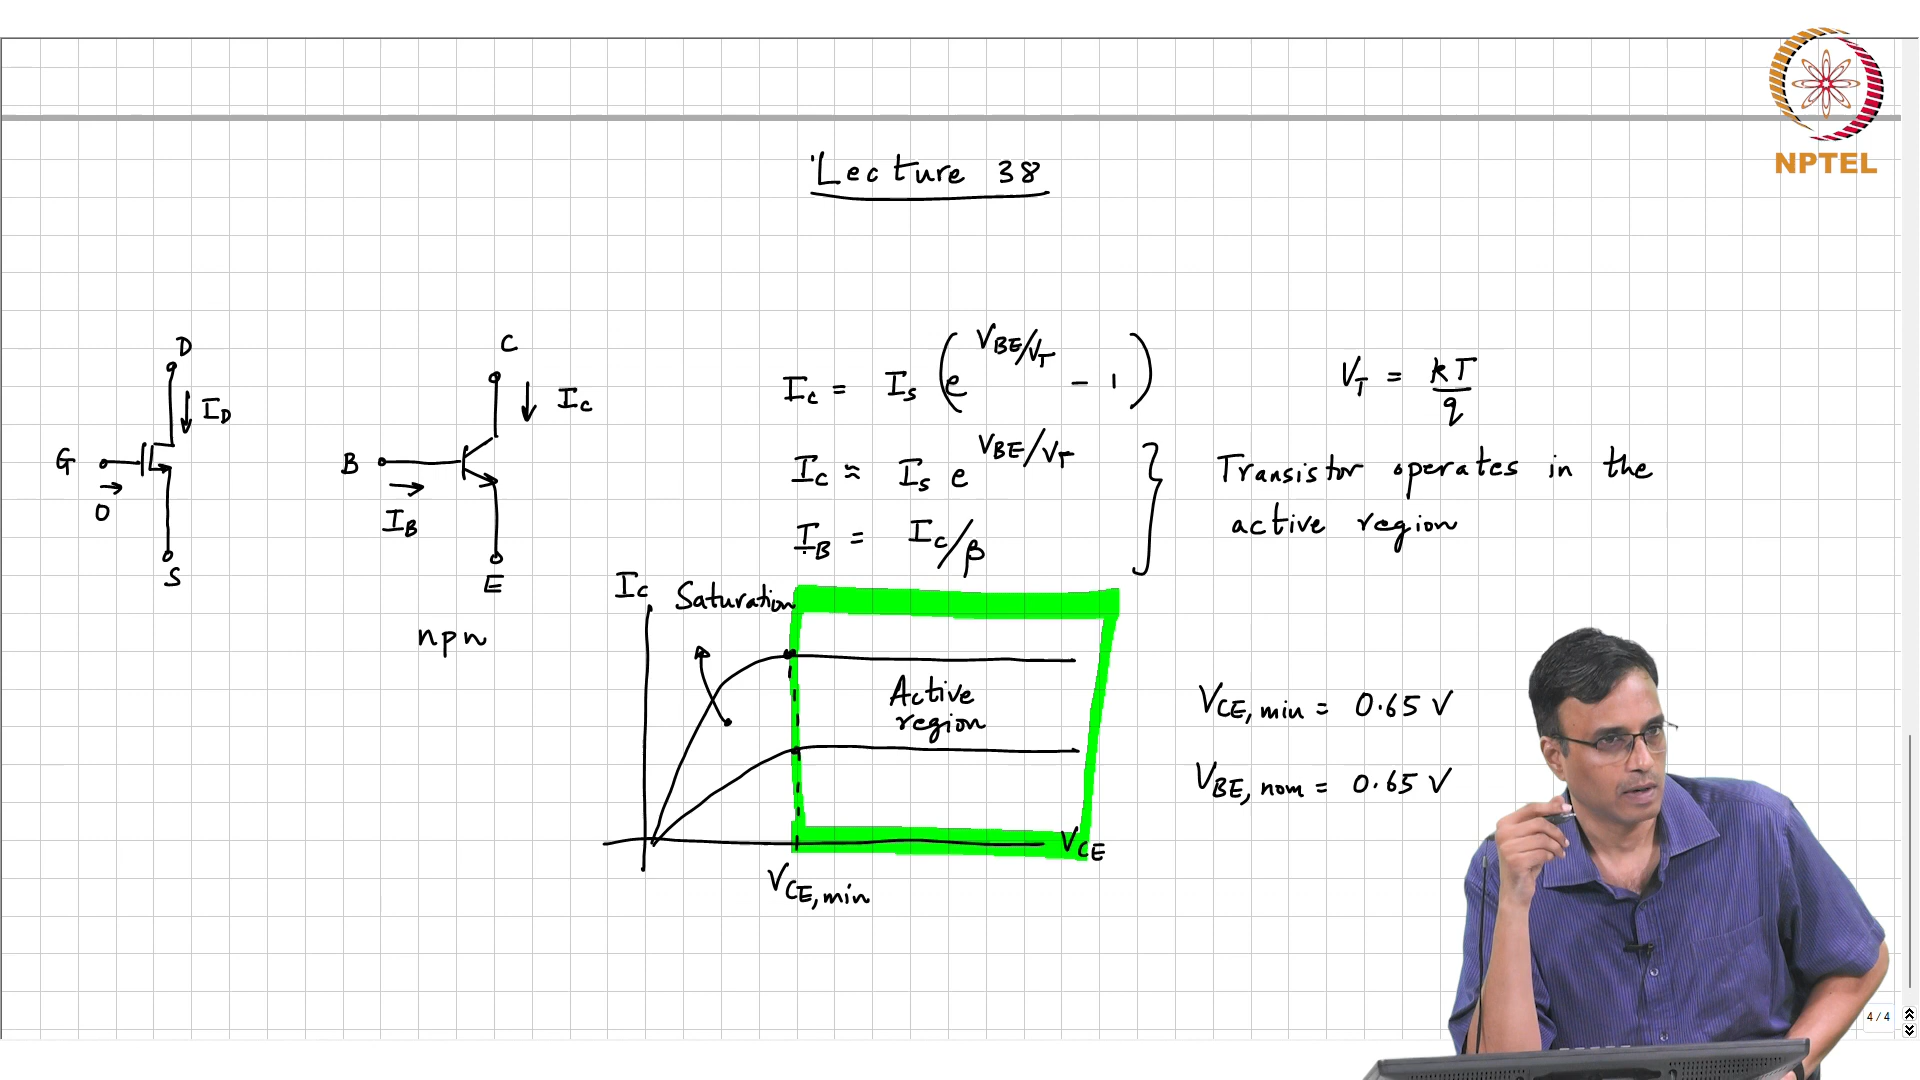 NPTEL
Lecture 38
D
I_D
G
0
S
C
I_C
B
I_B
E
npn
I_C = I_S (e^{V_BE/V_T} - 1)
V_T = kT/q
I_C ≈ I_S e^{V_BE/V_T}
I_B = I_C/β
Transistor operates in the
active region
I_C
Saturation
Active
region
V_CE
V_CE,min
V_CE,min = 0.65 V
V_BE,nom = 0.65 V
4 / 4